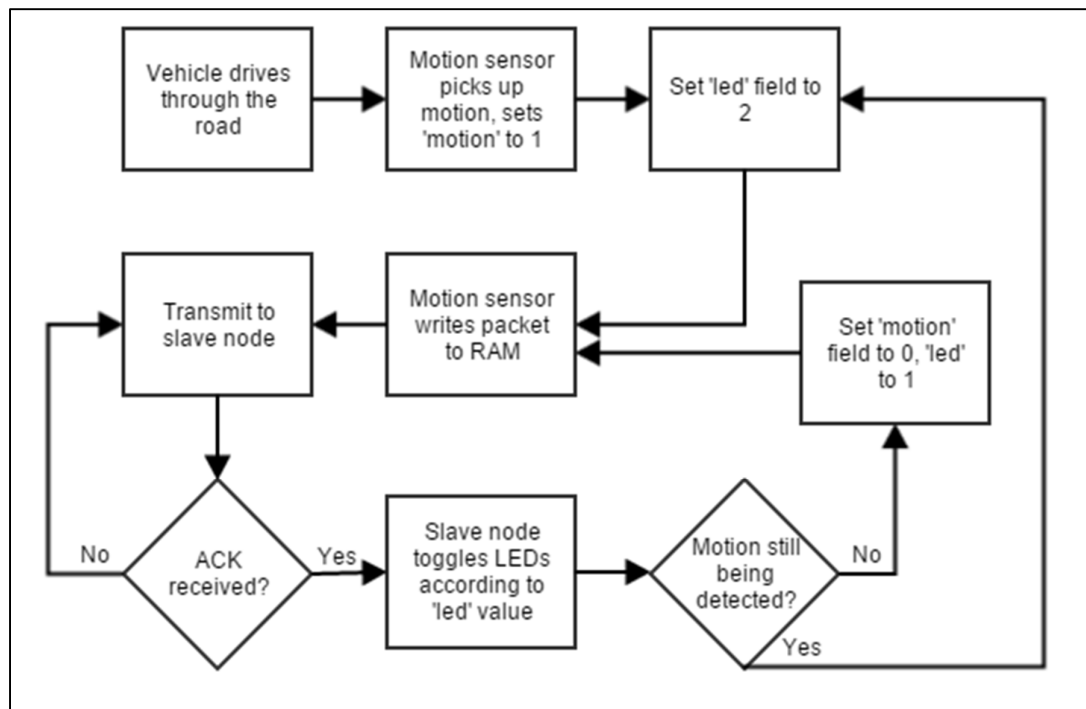 Vehicle drives
through the
road
Motion sensor
picks up
motion, sets
'motion' to 1
Set 'led' field to
2
Transmit to
slave node
Motion sensor
writes packet
to RAM
Set 'motion'
field to 0, 'led'
to 1
No
ACK
received?
Yes
Slave node
toggles LEDs
according to
'led' value
Motion still
being
detected?
No
Yes